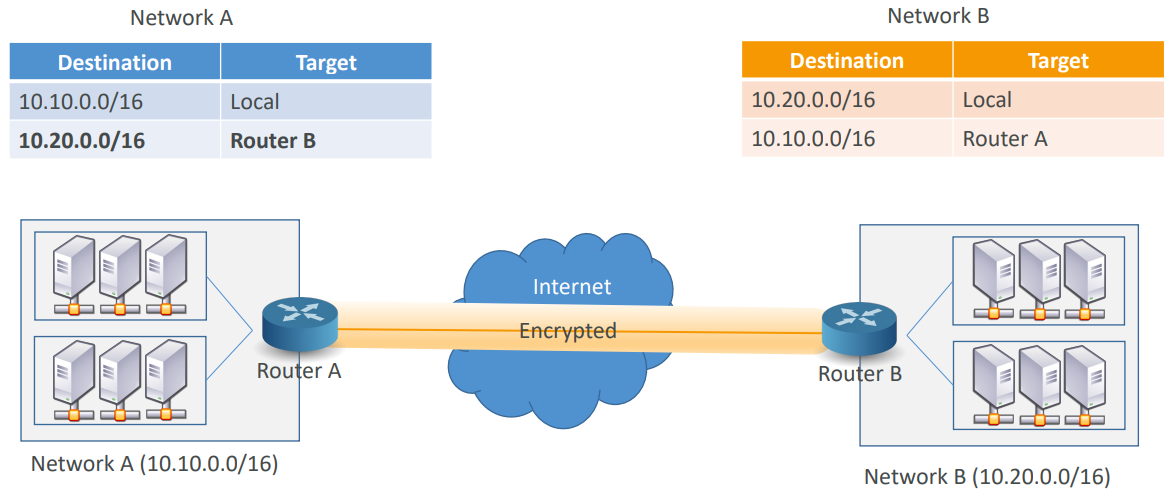 Network A
Destination Target
10.10.0.0/16 Local
10.20.0.0/16 Router B
Network B
Destination Target
10.20.0.0/16 Local
10.10.0.0/16 Router A
Internet
Encrypted
Router A
Router B
Network A (10.10.0.0/16)
Network B (10.20.0.0/16)